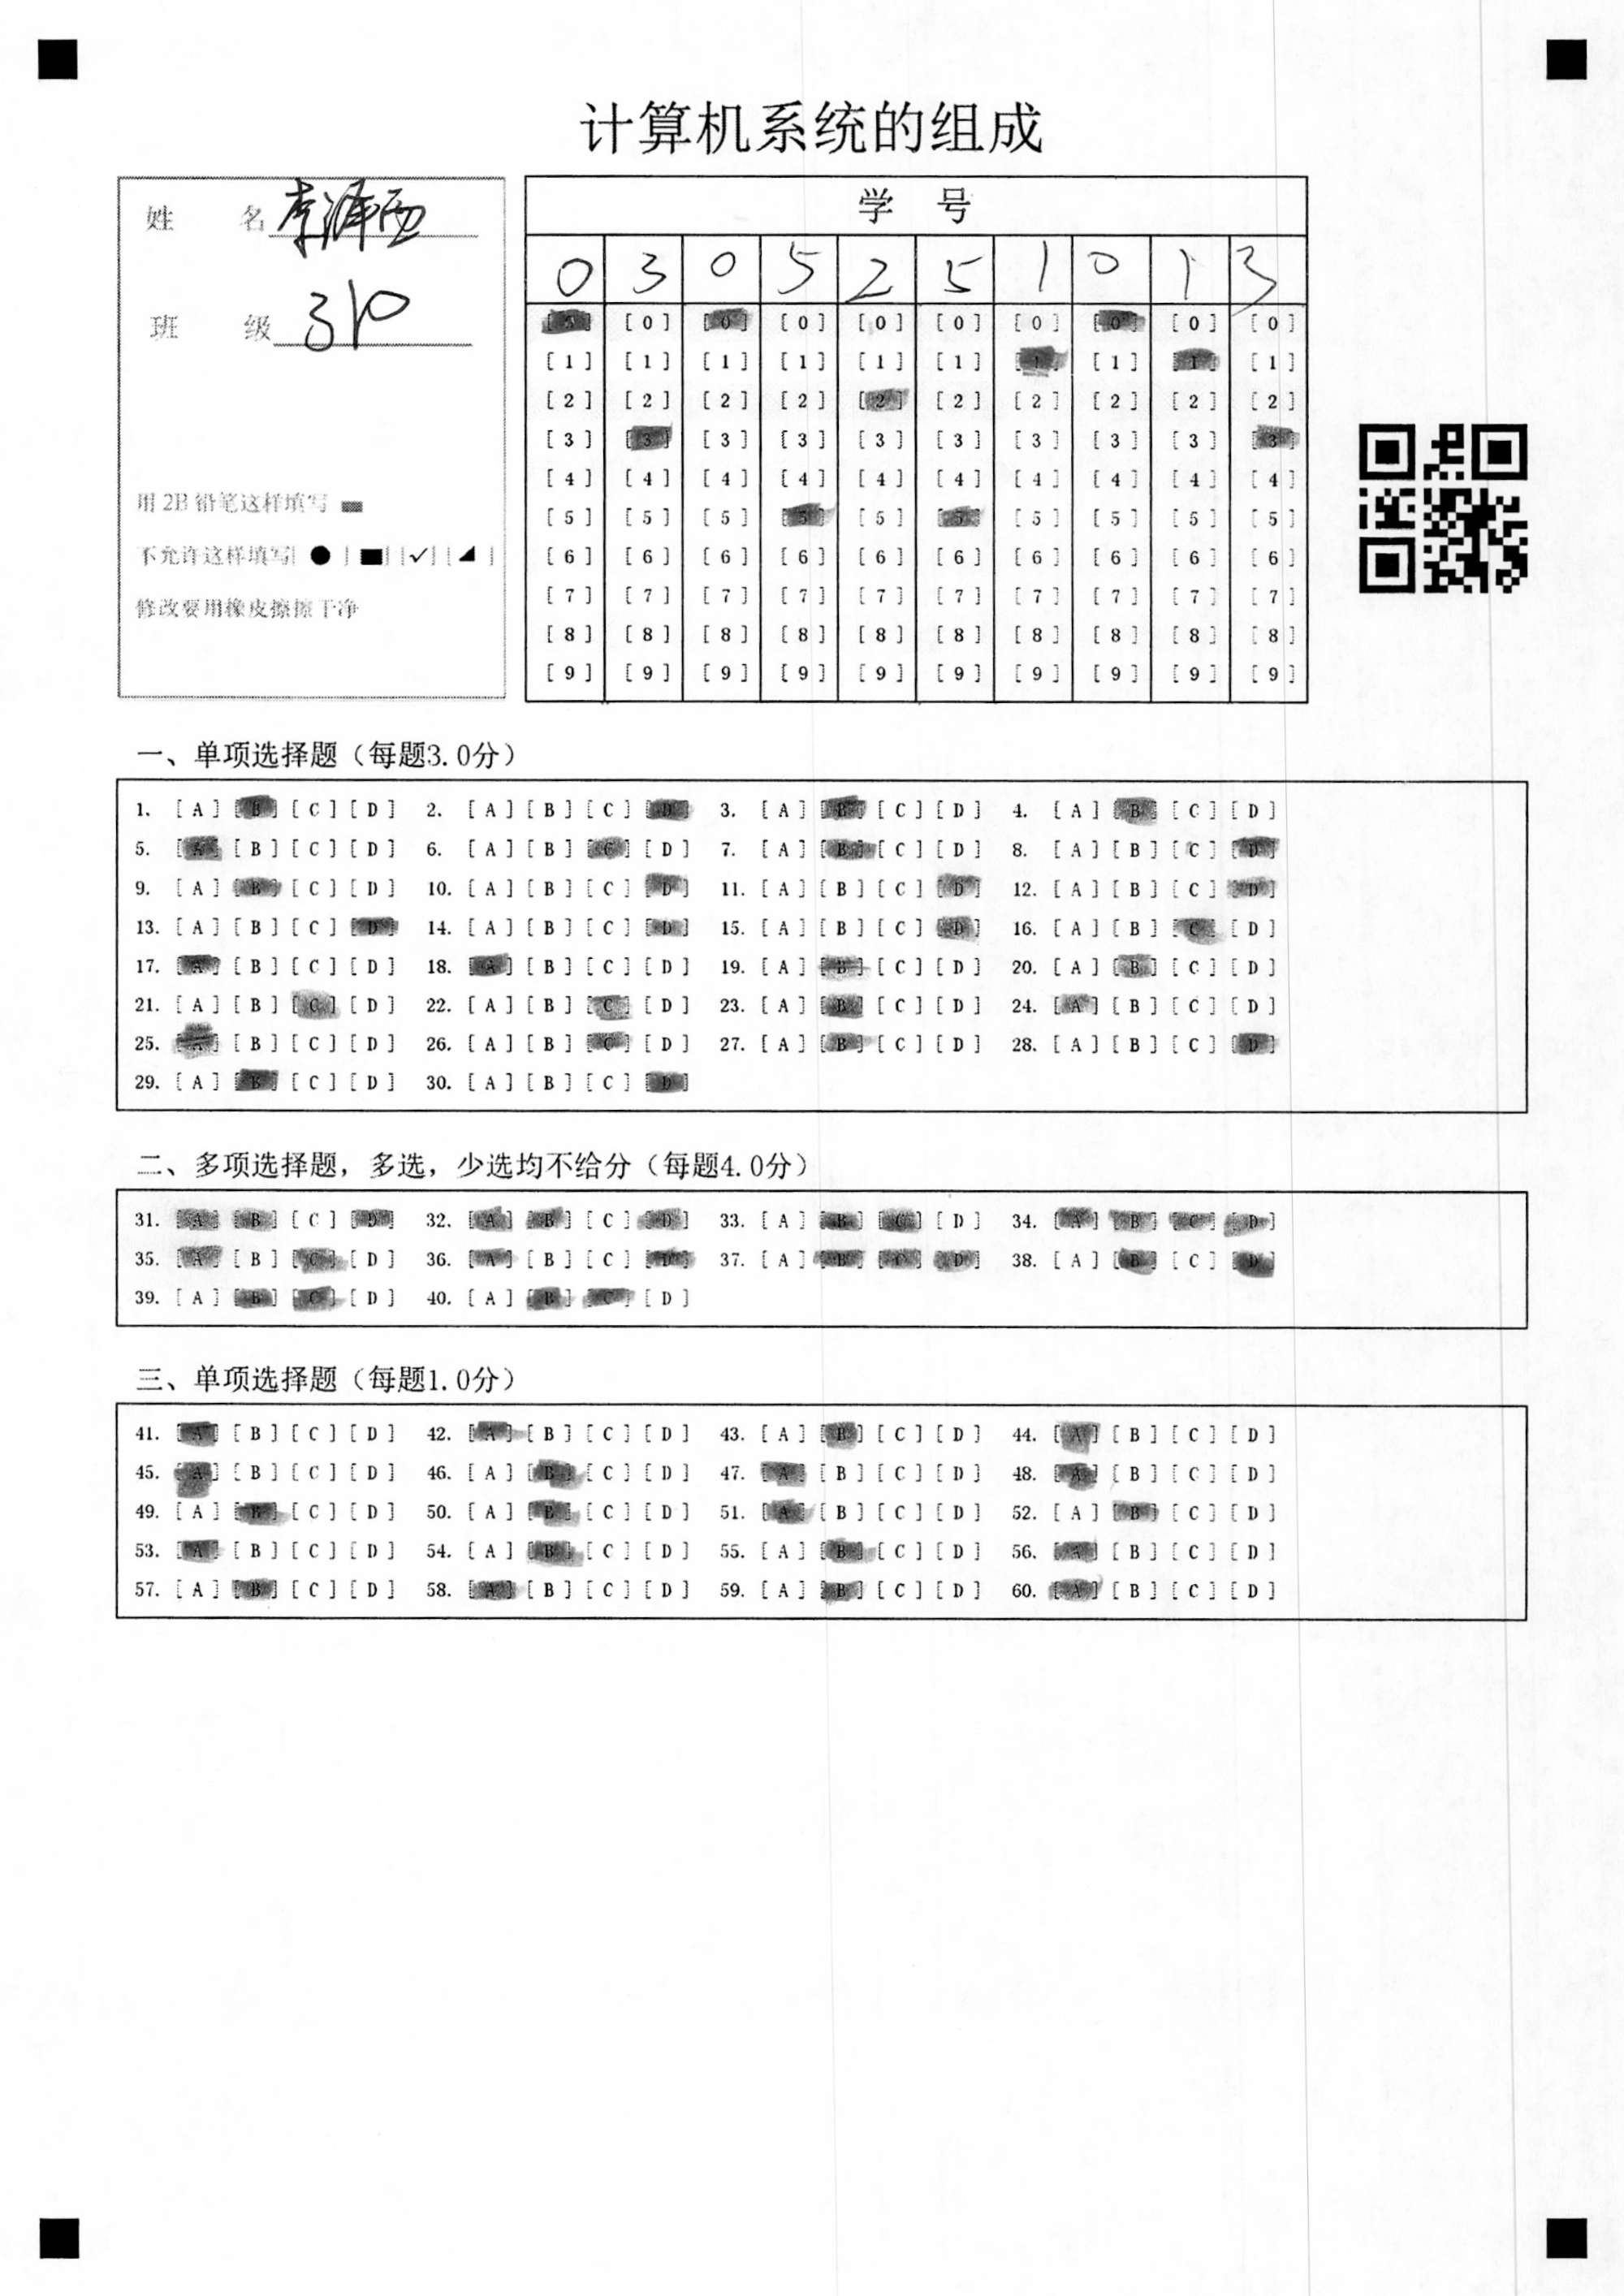 计算机系统的组成
姓 名 李泽西
班 级
用2B铅笔这样填写
不允许这样填写[ ● ] [■] [✓] [◢ ]
修改要用橡皮擦擦干净
学 号
0 3 0 5 2 5 1 0 1 3
[0] [0] [0] [0] [0] [0] [0] [0] [0] [0]
[1] [1] [1] [1] [1] [1] [1] [1] [1] [1]
[2] [2] [2] [2] [2] [2] [2] [2] [2] [2]
[3] [3] [3] [3] [3] [3] [3] [3] [3] [3]
[4] [4] [4] [4] [4] [4] [4] [4] [4] [4]
[5] [5] [5] [5] [5] [5] [5] [5] [5] [5]
[6] [6] [6] [6] [6] [6] [6] [6] [6] [6]
[7] [7] [7] [7] [7] [7] [7] [7] [7] [7]
[8] [8] [8] [8] [8] [8] [8] [8] [8] [8]
[9] [9] [9] [9] [9] [9] [9] [9] [9] [9]
一、单项选择题（每题3.0分）
1. [A] [B] [C] [D] 2. [A] [B] [C] [D] 3. [A] [B] [C] [D] 4. [A] [B] [C] [D]
5. [A] [B] [C] [D] 6. [A] [B] [C] [D] 7. [A] [B] [C] [D] 8. [A] [B] [C] [D]
9. [A] [B] [C] [D] 10. [A] [B] [C] [D] 11. [A] [B] [C] [D] 12. [A] [B] [C] [D]
13. [A] [B] [C] [D] 14. [A] [B] [C] [D] 15. [A] [B] [C] [D] 16. [A] [B] [C] [D]
17. [A] [B] [C] [D] 18. [A] [B] [C] [D] 19. [A] [B] [C] [D] 20. [A] [B] [C] [D]
21. [A] [B] [C] [D] 22. [A] [B] [C] [D] 23. [A] [B] [C] [D] 24. [A] [B] [C] [D]
25. [A] [B] [C] [D] 26. [A] [B] [C] [D] 27. [A] [B] [C] [D] 28. [A] [B] [C] [D]
29. [A] [B] [C] [D] 30. [A] [B] [C] [D]
二、多项选择题，多选，少选均不给分（每题4.0分）
31. [A] [B] [C] [D] 32. [A] [B] [C] [D] 33. [A] [B] [C] [D] 34. [A] [B] [C] [D]
35. [A] [B] [C] [D] 36. [A] [B] [C] [D] 37. [A] [B] [C] [D] 38. [A] [B] [C] [D]
39. [A] [B] [C] [D] 40. [A] [B] [C] [D]
三、单项选择题（每题1.0分）
41. [A] [B] [C] [D] 42. [A] [B] [C] [D] 43. [A] [B] [C] [D] 44. [A] [B] [C] [D]
45. [A] [B] [C] [D] 46. [A] [B] [C] [D] 47. [A] [B] [C] [D] 48. [A] [B] [C] [D]
49. [A] [B] [C] [D] 50. [A] [B] [C] [D] 51. [A] [B] [C] [D] 52. [A] [B] [C] [D]
53. [A] [B] [C] [D] 54. [A] [B] [C] [D] 55. [A] [B] [C] [D] 56. [A] [B] [C] [D]
57. [A] [B] [C] [D] 58. [A] [B] [C] [D] 59. [A] [B] [C] [D] 60. [A] [B] [C] [D]